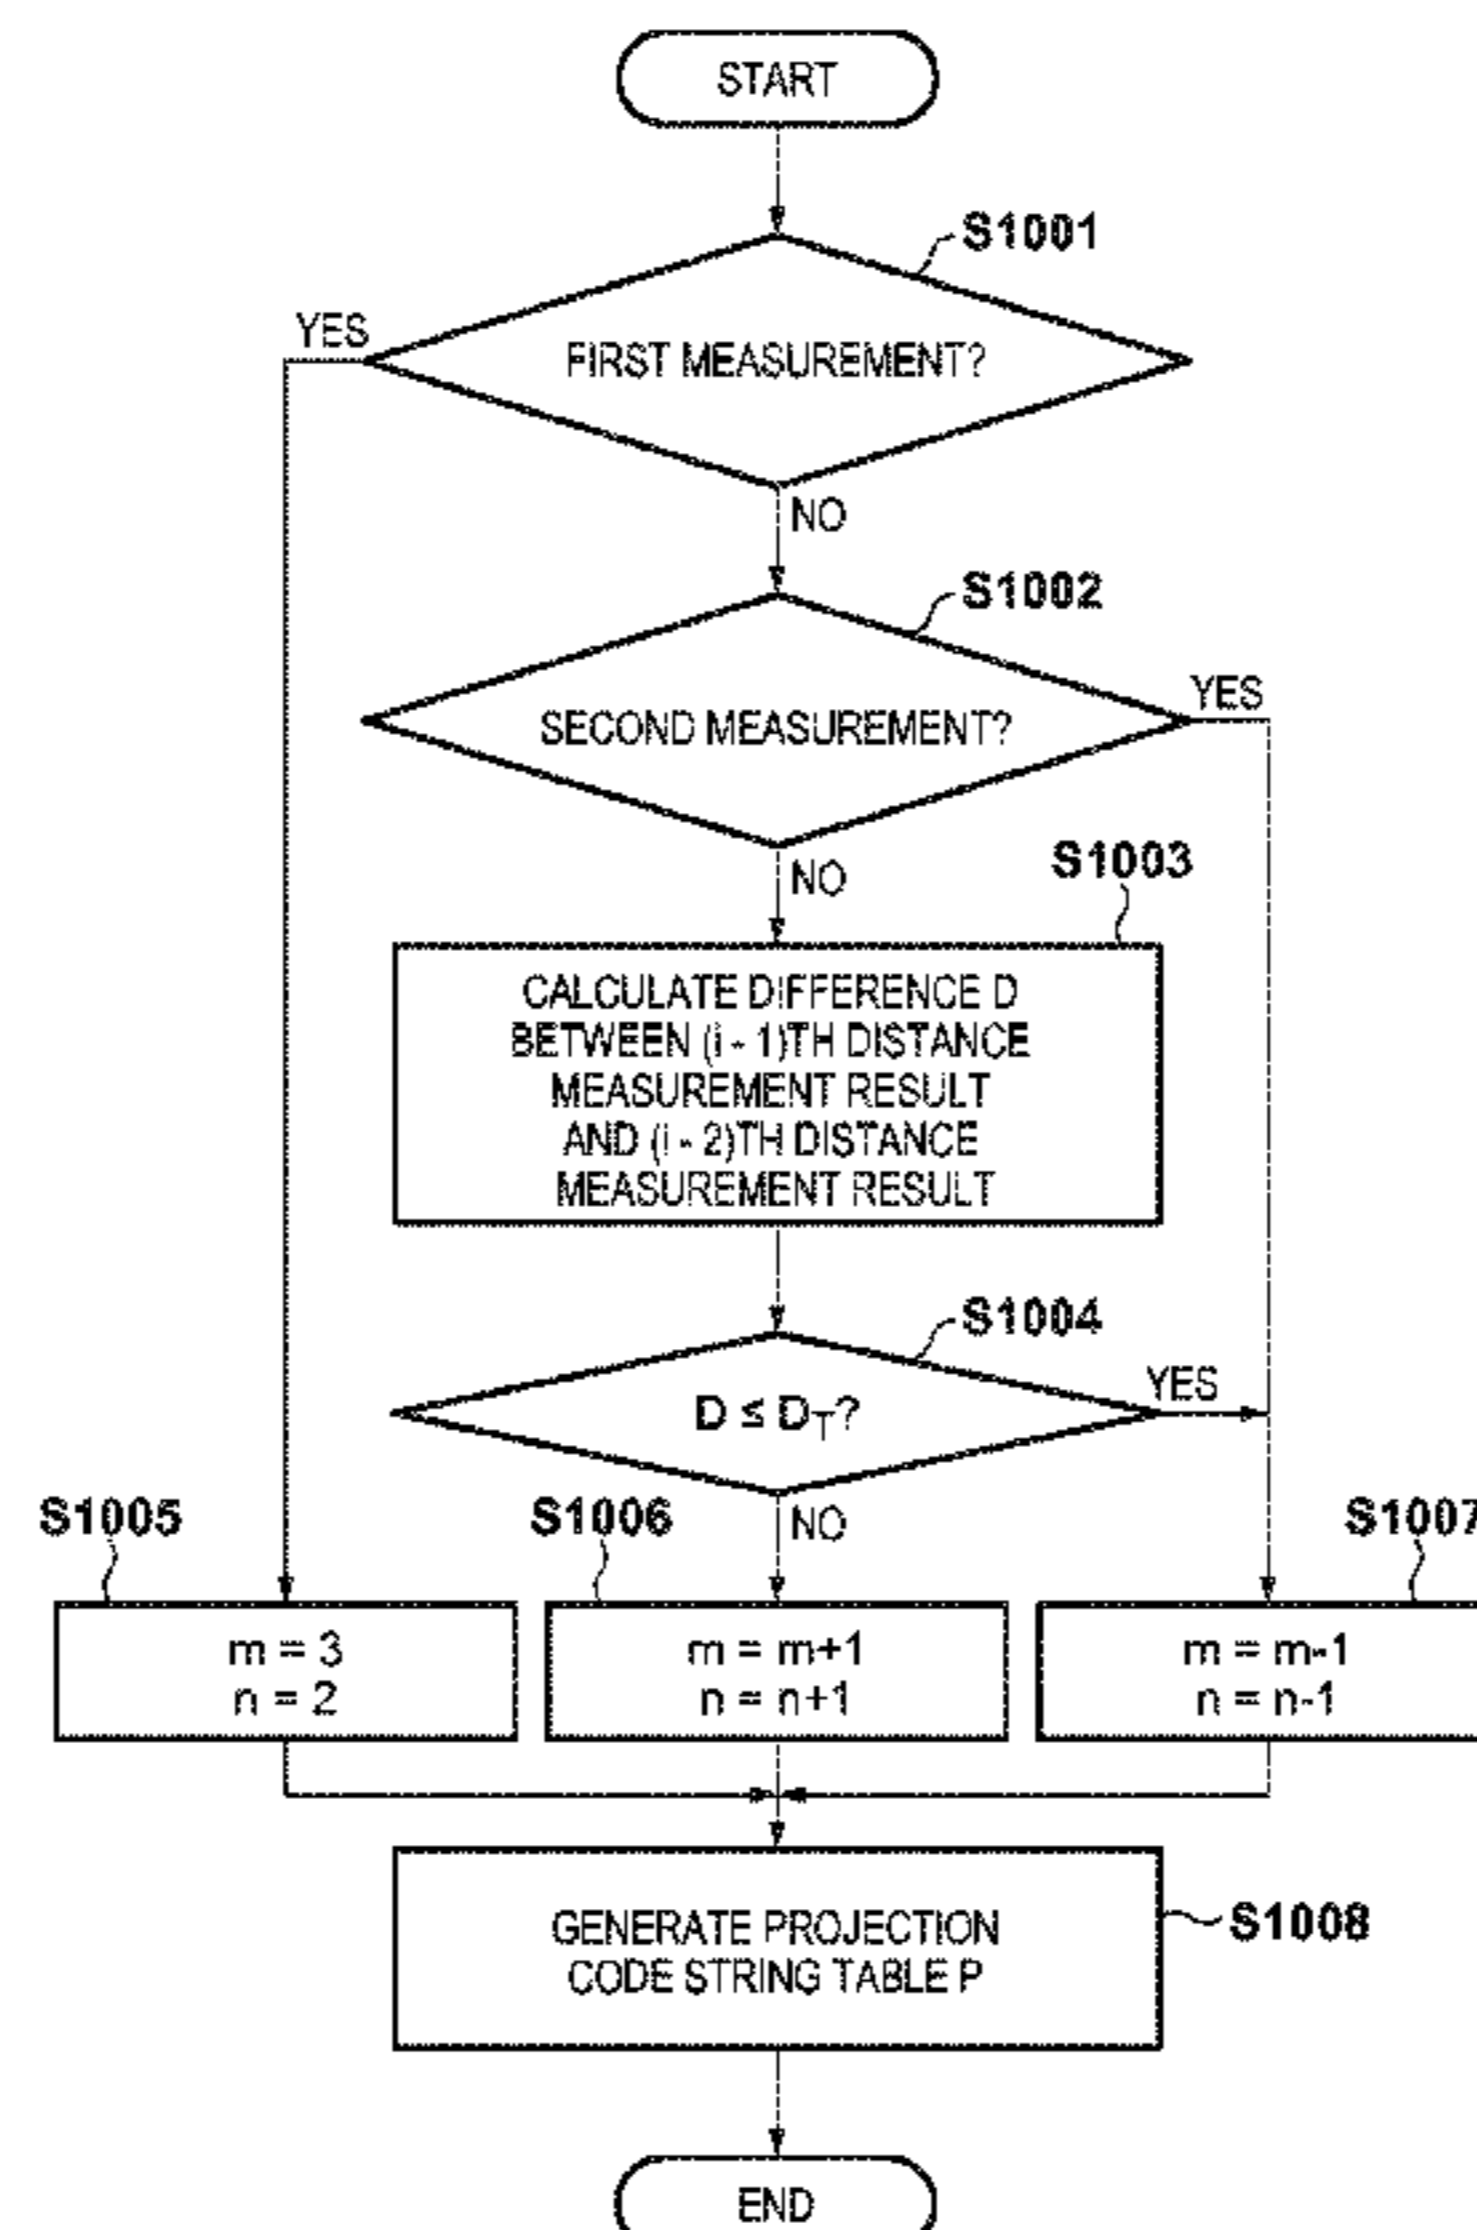 START
S1001
YES
FIRST MEASUREMENT?
NO
S1002
YES
SECOND MEASUREMENT?
NO
S1003
CALCULATE DIFFERENCE D
BETWEEN (i - 1)TH DISTANCE
MEASUREMENT RESULT
AND (i - 2)TH DISTANCE
MEASUREMENT RESULT
S1004
YES
D ≤ DT?
NO
S1005
S1006
S1007
m = 3
n = 2
m = m+1
n = n+1
m = m-1
n = n-1
GENERATE PROJECTION
CODE STRING TABLE P
S1008
END